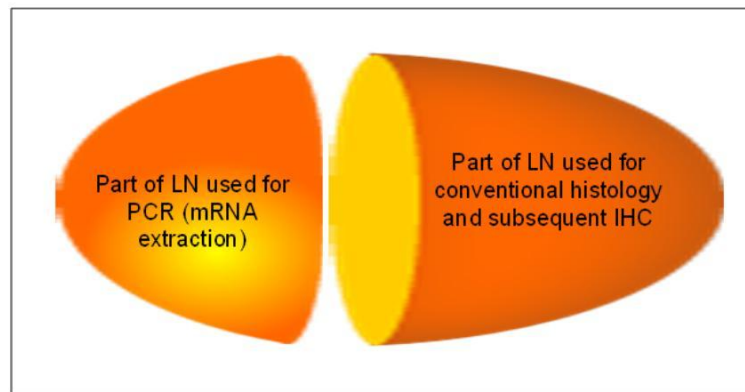 Part of LN used for
PCR (mRNA
extraction)
Part of LN used for
conventional histology
and subsequent IHC